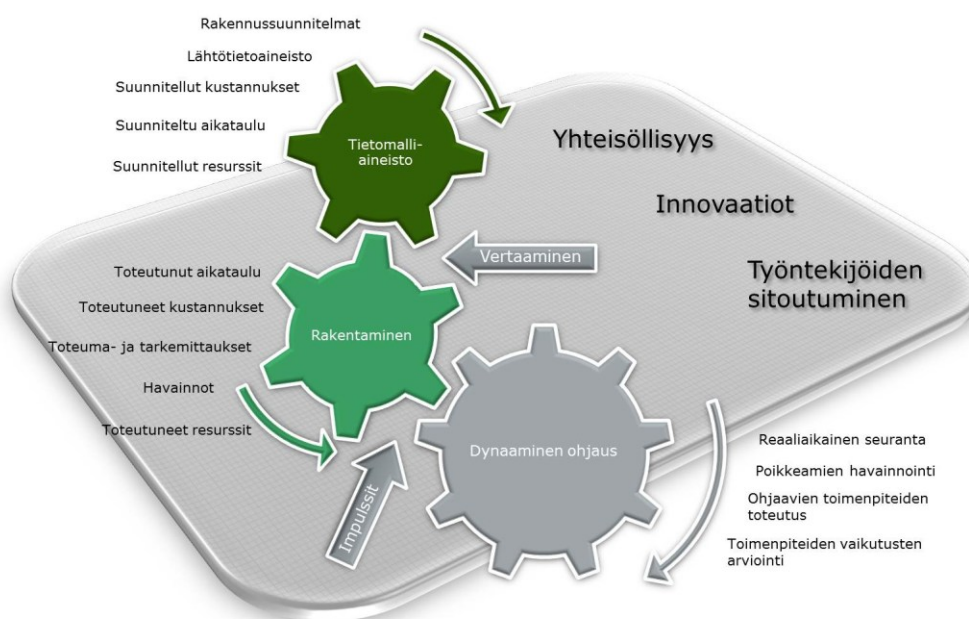 Rakennussuunnitelmat
Lähtötietoaineisto
Suunnitellut kustannukset
Suunniteltu aikataulu
Suunnitellut resurssit
Tietomalli-
aineisto
Yhteisöllisyys
Innovaatiot
Työntekijöiden
sitoutuminen
Vertaaminen
Toteutunut aikataulu
Toteutuneet kustannukset
Toteuma- ja tarkemittaukset
Havainnot
Toteutuneet resurssit
Rakentaminen
Impulssit
Dynaaminen ohjaus
Reaaliaikainen seuranta
Poikkeamien havainnointi
Ohjaavien toimenpiteiden
toteutus
Toimenpiteiden vaikutusten
arviointi